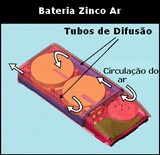 Bateria Zinco Ar
Tubos de Difusão
Circulação do
ar